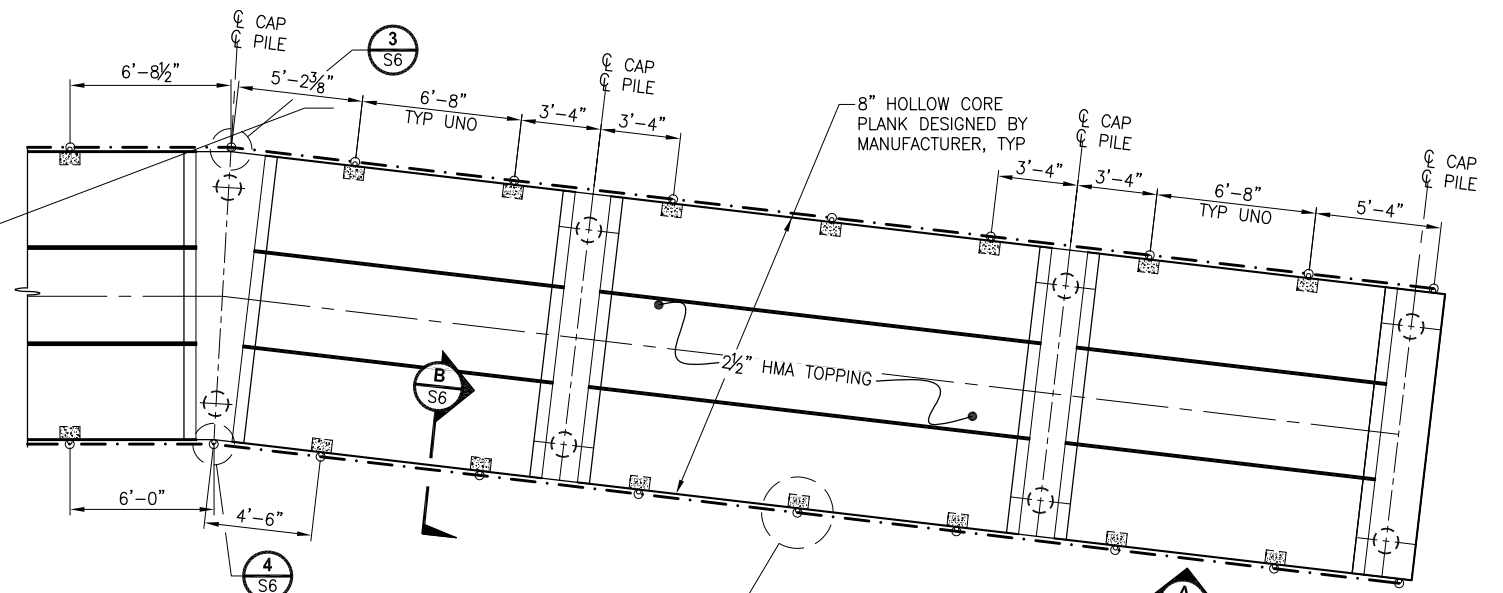 ℄ CAP
℄ PILE
3
S6
6'-8½"
5'-2⅜"
6'-8"
TYP UNO
3'-4"
3'-4"
℄ CAP
℄ PILE
8" HOLLOW CORE
PLANK DESIGNED BY
MANUFACTURER, TYP
℄ CAP
℄ PILE
3'-4"
3'-4"
6'-8"
TYP UNO
5'-4"
℄ CAP
℄ PILE
2½" HMA TOPPING
B
S6
6'-0"
4'-6"
4
S6
A